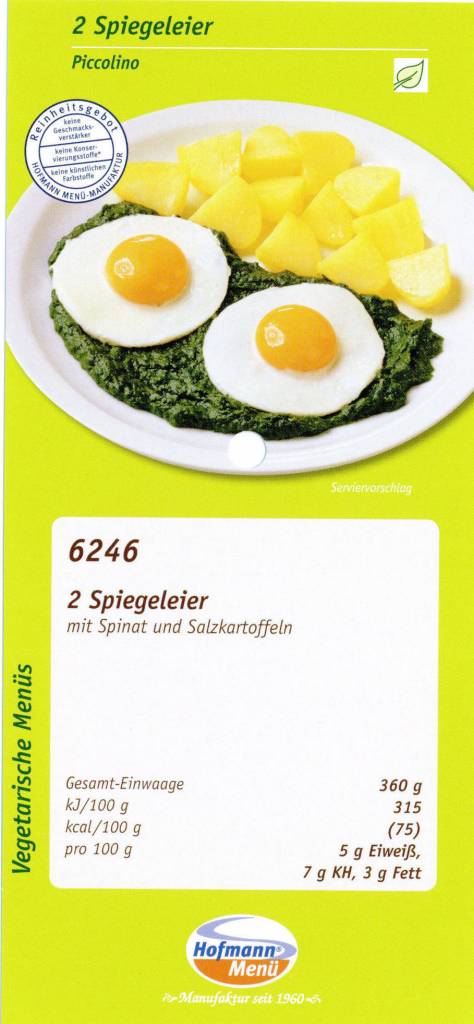 2 Spiegeleier
Piccolino
Reinheitsgebot
keine
Geschmacks-
verstärker
keine Konser-
vierungsstoffe*
keine künstlichen
Farbstoffe
HOFMANN MENÜ-MANUFAKTUR
Serviervorschlag
6246
2 Spiegeleier
mit Spinat und Salzkartoffeln
Gesamt-Einwaage 360 g
kJ/100 g 315
kcal/100 g (75)
pro 100 g 5 g Eiweiß,
7 g KH, 3 g Fett
Vegetarische Menüs
Hofmann®
Menü
Manufaktur seit 1960